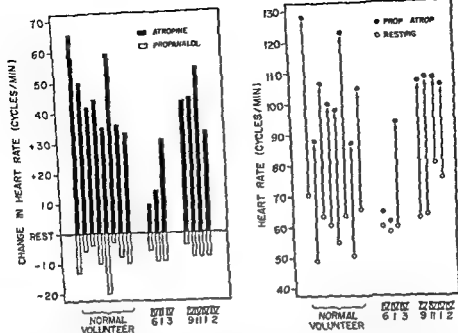 70
60
50
40
+30
20
10
REST
-10
-20
CHANGE IN HEART RATE (CYCLES/MIN)
ATROPINE
PROPANALOL
NORMAL
VOLUNTEER
6 1 3
9 11 1 2
130
120
110
100
90
80
70
60
50
40
HEART RATE (CYCLES/MIN)
PROP ATROP
RESTING
NORMAL
VOLUNTEER
6 1 3
9 11 1 2